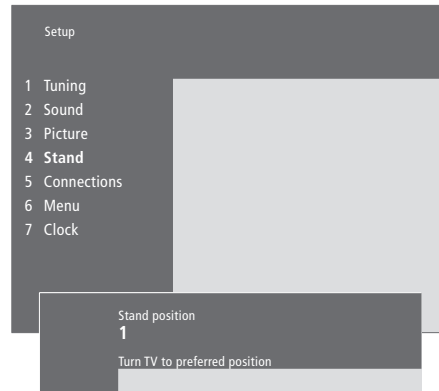 Setup
1 Tuning
2 Sound
3 Picture
4 Stand
5 Connections
6 Menu
7 Clock
Stand position
1
Turn TV to preferred position